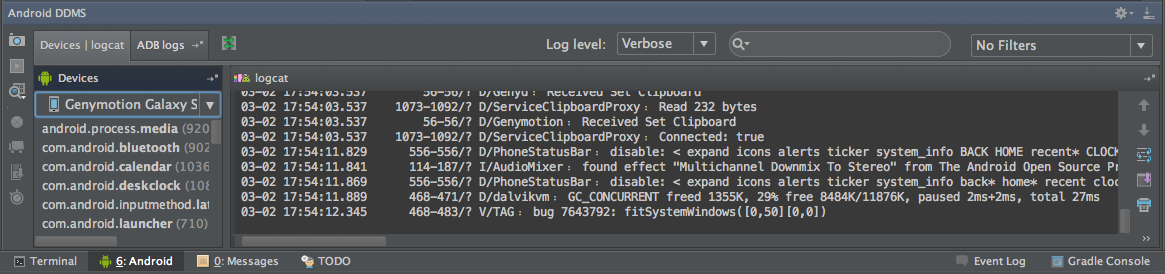 Android DDMS
Devices | logcat
ADB logs
Log level:
Verbose
No Filters
Devices
logcat
Genymotion Galaxy S
android.process.media (920
com.android.bluetooth (902
com.android.calendar (1036
com.android.deskclock (108
com.android.inputmethod.lat
com.android.launcher (710)
03-02 17:54:03.537 56-56/? D/Genyd﹕ Received Set Clipboard
03-02 17:54:03.537 1073-1092/? D/ServiceClipboardProxy﹕ Read 232 bytes
03-02 17:54:03.537 56-56/? D/Genymotion﹕ Received Set Clipboard
03-02 17:54:03.537 1073-1092/? D/ServiceClipboardProxy﹕ Connected: true
03-02 17:54:11.829 556-556/? D/PhoneStatusBar﹕ disable: < expand icons alerts ticker system_info BACK HOME recent* CLOCK
03-02 17:54:11.841 114-187/? I/AudioMixer﹕ found effect "Multichannel Downmix To Stereo" from The Android Open Source Pr
03-02 17:54:11.869 556-556/? D/PhoneStatusBar﹕ disable: < expand icons alerts ticker system_info back* home* recent cloc
03-02 17:54:11.889 468-471/? D/dalvikvm﹕ GC_CONCURRENT freed 1355K, 29% free 8484K/11876K, paused 2ms+2ms, total 27ms
03-02 17:54:12.345 468-483/? V/TAG﹕ bug 7643792: fitSystemWindows([0,50][0,0])
Terminal
6: Android
0: Messages
TODO
Event Log
Gradle Console